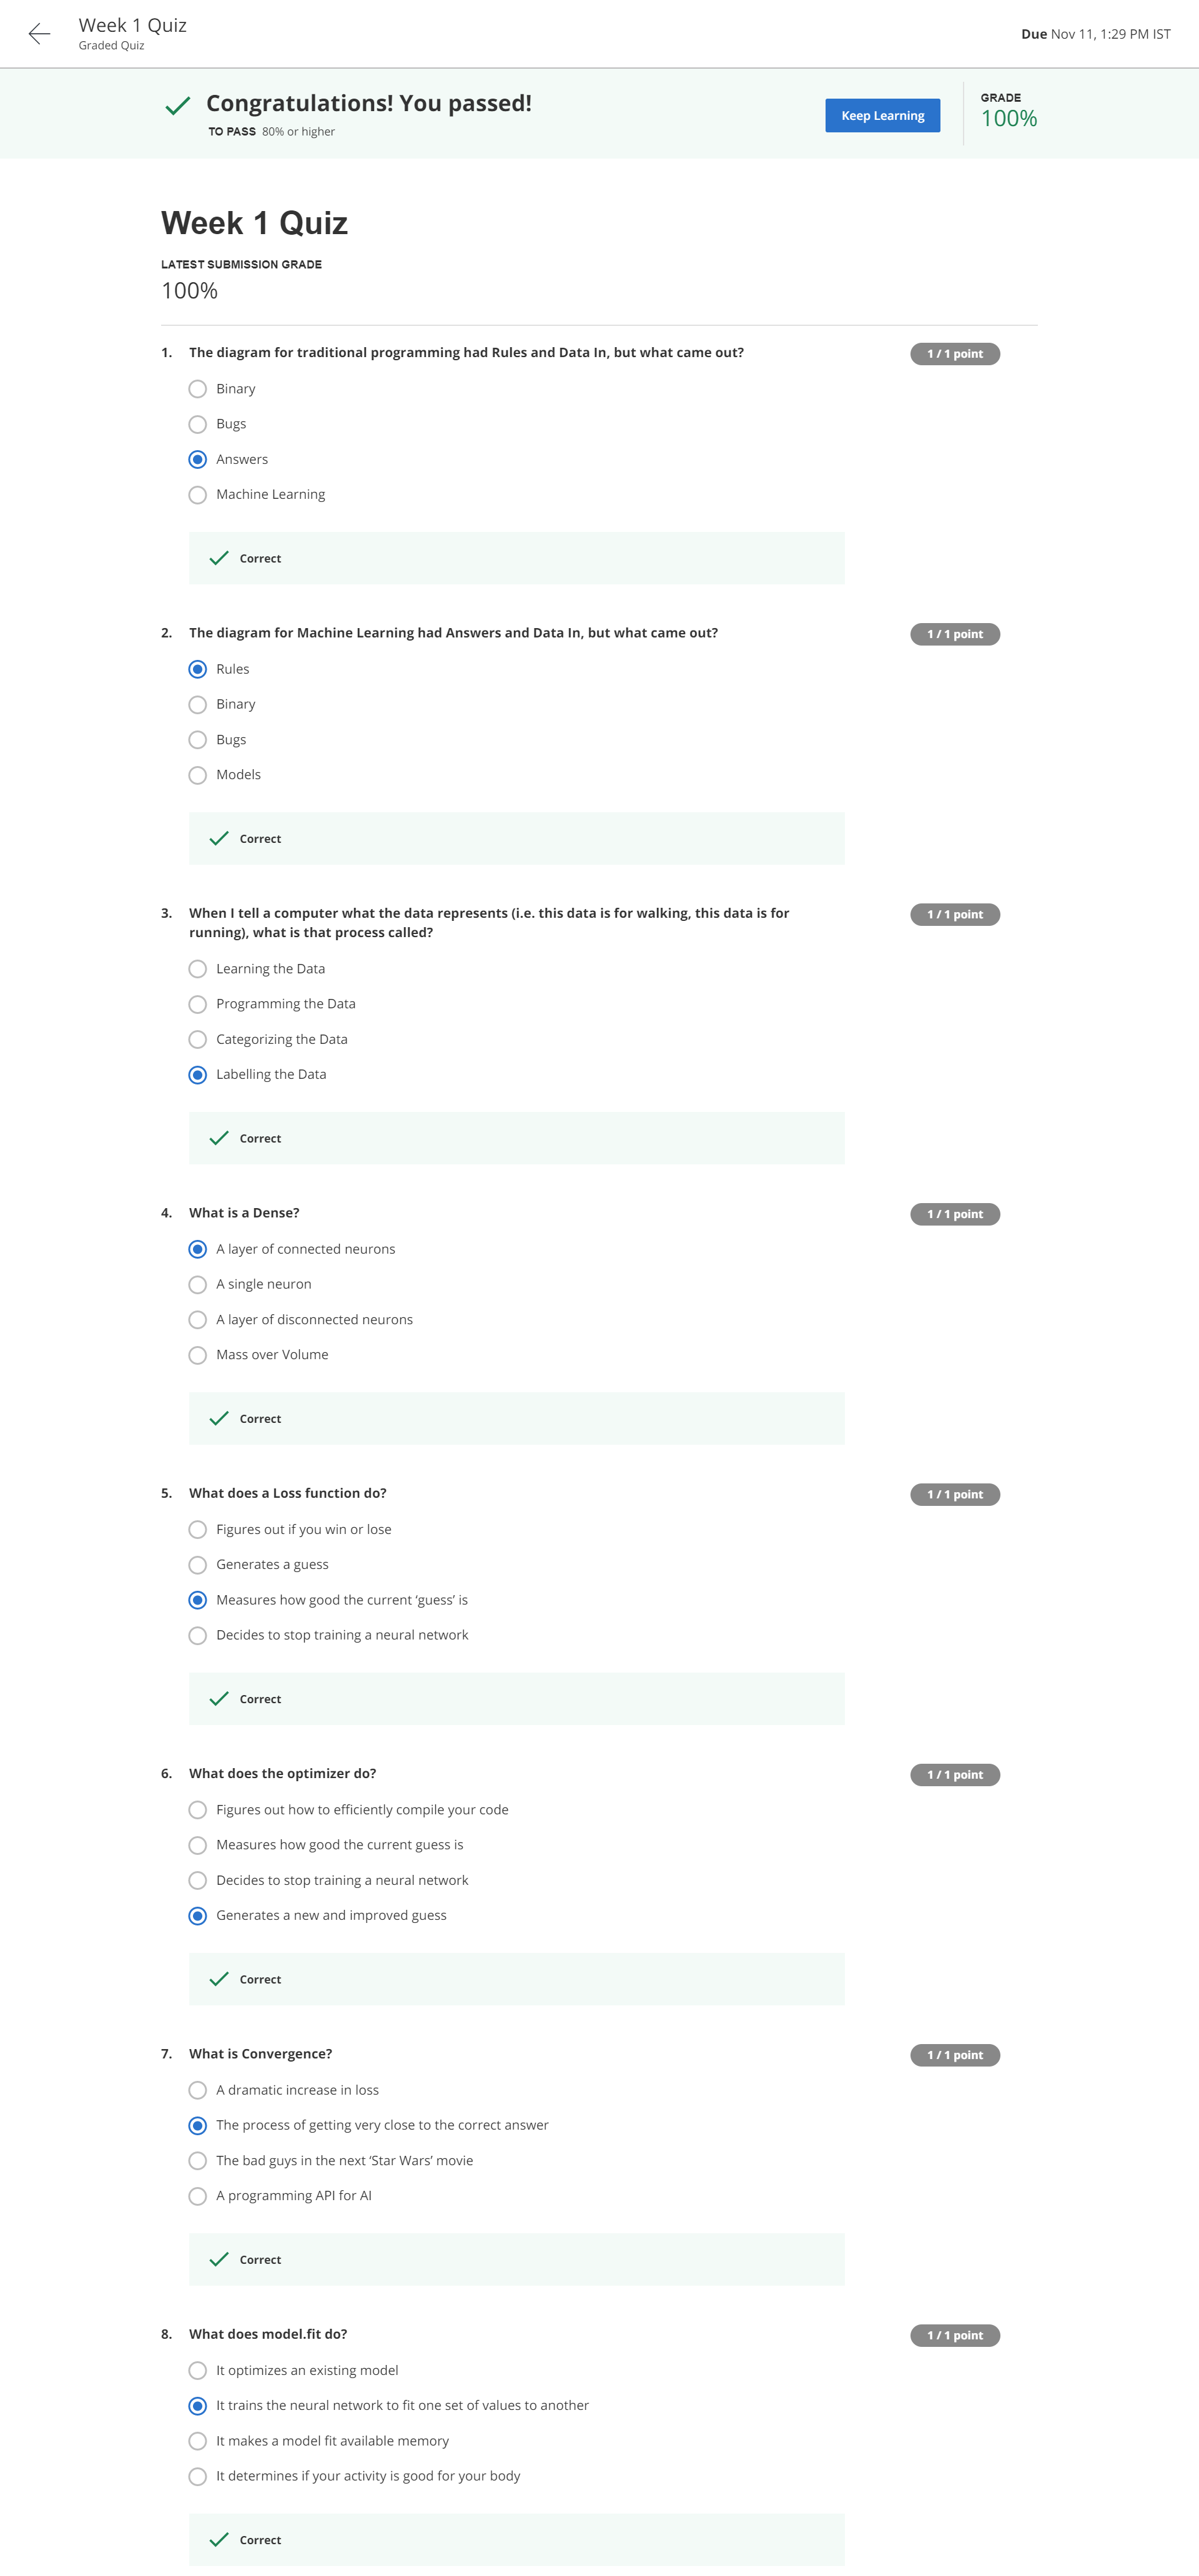 Week 1 Quiz
Graded Quiz
Due Nov 11, 1:29 PM IST
Congratulations! You passed!
TO PASS 80% or higher
Keep Learning
GRADE
100%
Week 1 Quiz
LATEST SUBMISSION GRADE
100%
1. The diagram for traditional programming had Rules and Data In, but what came out?
1 / 1 point
Binary
Bugs
Answers
Machine Learning
Correct
2. The diagram for Machine Learning had Answers and Data In, but what came out?
1 / 1 point
Rules
Binary
Bugs
Models
Correct
3. When I tell a computer what the data represents (i.e. this data is for walking, this data is for
running), what is that process called?
1 / 1 point
Learning the Data
Programming the Data
Categorizing the Data
Labelling the Data
Correct
4. What is a Dense?
1 / 1 point
A layer of connected neurons
A single neuron
A layer of disconnected neurons
Mass over Volume
Correct
5. What does a Loss function do?
1 / 1 point
Figures out if you win or lose
Generates a guess
Measures how good the current ‘guess’ is
Decides to stop training a neural network
Correct
6. What does the optimizer do?
1 / 1 point
Figures out how to efficiently compile your code
Measures how good the current guess is
Decides to stop training a neural network
Generates a new and improved guess
Correct
7. What is Convergence?
1 / 1 point
A dramatic increase in loss
The process of getting very close to the correct answer
The bad guys in the next ‘Star Wars’ movie
A programming API for AI
Correct
8. What does model.fit do?
1 / 1 point
It optimizes an existing model
It trains the neural network to fit one set of values to another
It makes a model fit available memory
It determines if your activity is good for your body
Correct